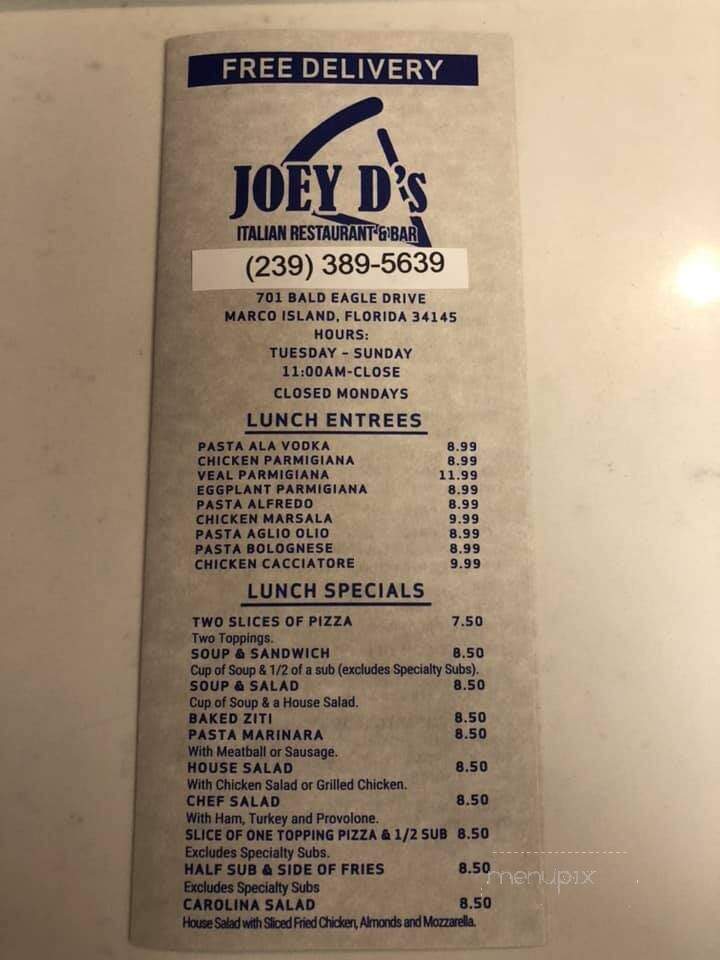 FREE DELIVERY
JOEY D's
ITALIAN RESTAURANT & BAR
(239) 389-5639
701 BALD EAGLE DRIVE
MARCO ISLAND, FLORIDA 34145
HOURS:
TUESDAY - SUNDAY
11:00AM-CLOSE
CLOSED MONDAYS
LUNCH ENTREES
PASTA ALA VODKA 8.99
CHICKEN PARMIGIANA 8.99
VEAL PARMIGIANA 11.99
EGGPLANT PARMIGIANA 8.99
PASTA ALFREDO 8.99
CHICKEN MARSALA 9.99
PASTA AGLIO OLIO 8.99
PASTA BOLOGNESE 8.99
CHICKEN CACCIATORE 9.99
LUNCH SPECIALS
TWO SLICES OF PIZZA 7.50
Two Toppings.
SOUP & SANDWICH 8.50
Cup of Soup & 1/2 of a sub (excludes Specialty Subs).
SOUP & SALAD 8.50
Cup of Soup & a House Salad.
BAKED ZITI 8.50
PASTA MARINARA 8.50
With Meatball or Sausage.
HOUSE SALAD 8.50
With Chicken Salad or Grilled Chicken.
CHEF SALAD 8.50
With Ham, Turkey and Provolone.
SLICE OF ONE TOPPING PIZZA & 1/2 SUB 8.50
Excludes Specialty Subs.
HALF SUB & SIDE OF FRIES 8.50
Excludes Specialty Subs
CAROLINA SALAD 8.50
House Salad with Sliced Fried Chicken, Almonds and Mozzarella.
menupix